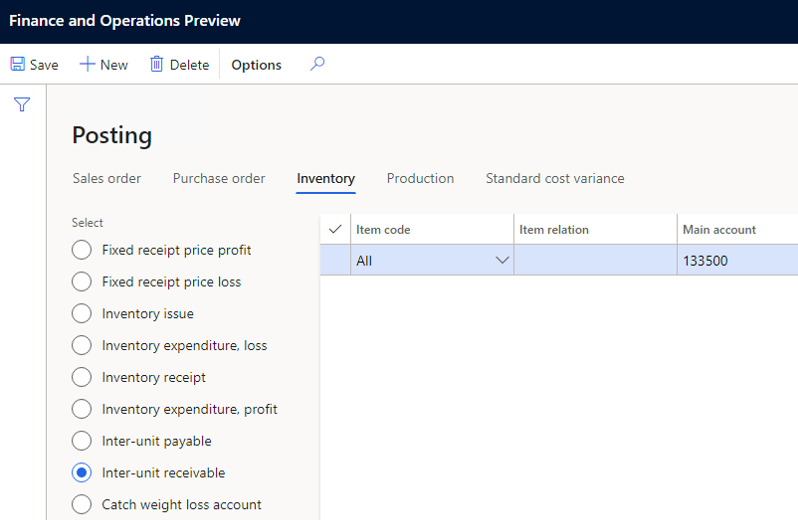 Finance and Operations Preview
Save New Delete Options
Posting
Sales order Purchase order Inventory Production Standard cost variance
Select
Fixed receipt price profit
Fixed receipt price loss
Inventory issue
Inventory expenditure, loss
Inventory receipt
Inventory expenditure, profit
Inter-unit payable
Inter-unit receivable
Catch weight loss account
Item code Item relation Main account
All 133500